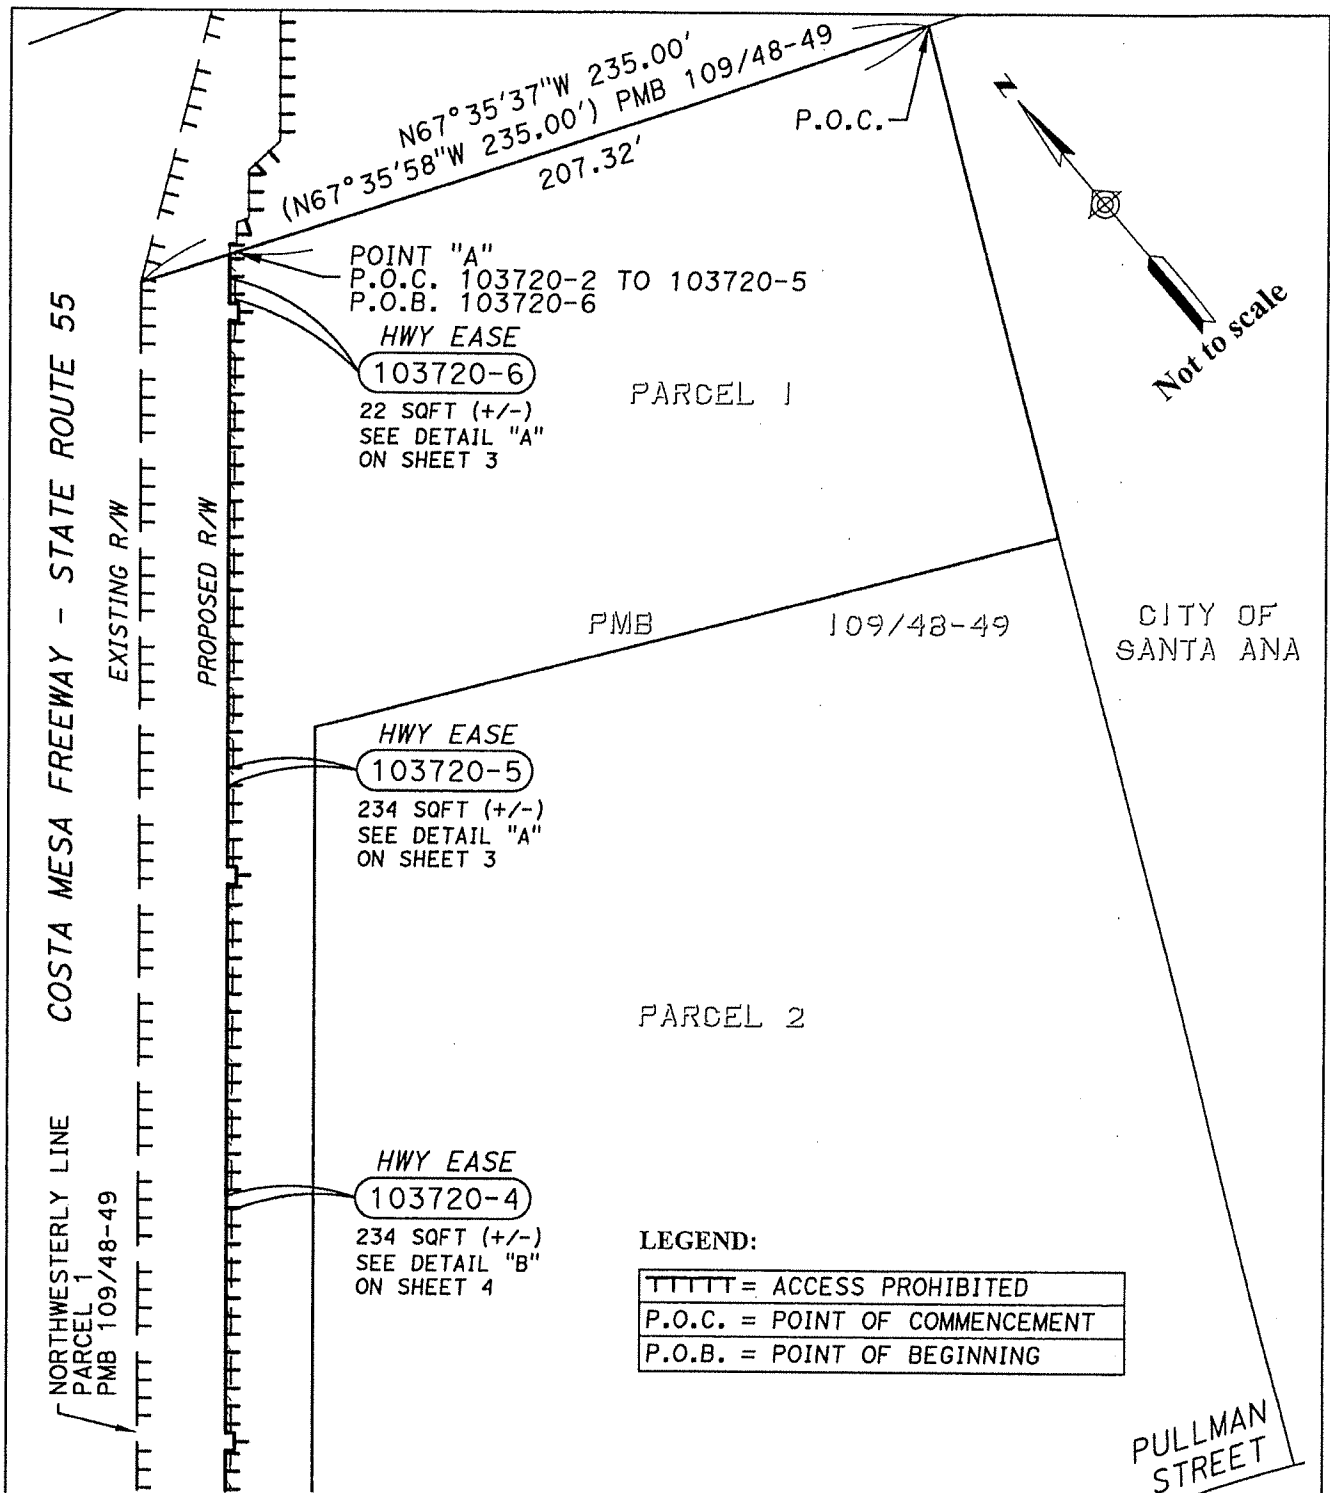 N67°35'37"W 235.00'
(N67°35'58"W 235.00') PMB 109/48-49
207.32'
P.O.C.
N
Not to scale
POINT "A"
P.O.C. 103720-2 TO 103720-5
P.O.B. 103720-6
HWY EASE
103720-6
22 SQFT (+/-)
SEE DETAIL "A"
ON SHEET 3
PARCEL 1
COSTA MESA FREEWAY - STATE ROUTE 55
EXISTING R/W
PROPOSED R/W
PMB 109/48-49
CITY OF
SANTA ANA
HWY EASE
103720-5
234 SQFT (+/-)
SEE DETAIL "A"
ON SHEET 3
PARCEL 2
HWY EASE
103720-4
234 SQFT (+/-)
SEE DETAIL "B"
ON SHEET 4
NORTHWESTERLY LINE
PARCEL 1
PMB 109/48-49
LEGEND:
= ACCESS PROHIBITED
P.O.C. = POINT OF COMMENCEMENT
P.O.B. = POINT OF BEGINNING
PULLMAN
STREET